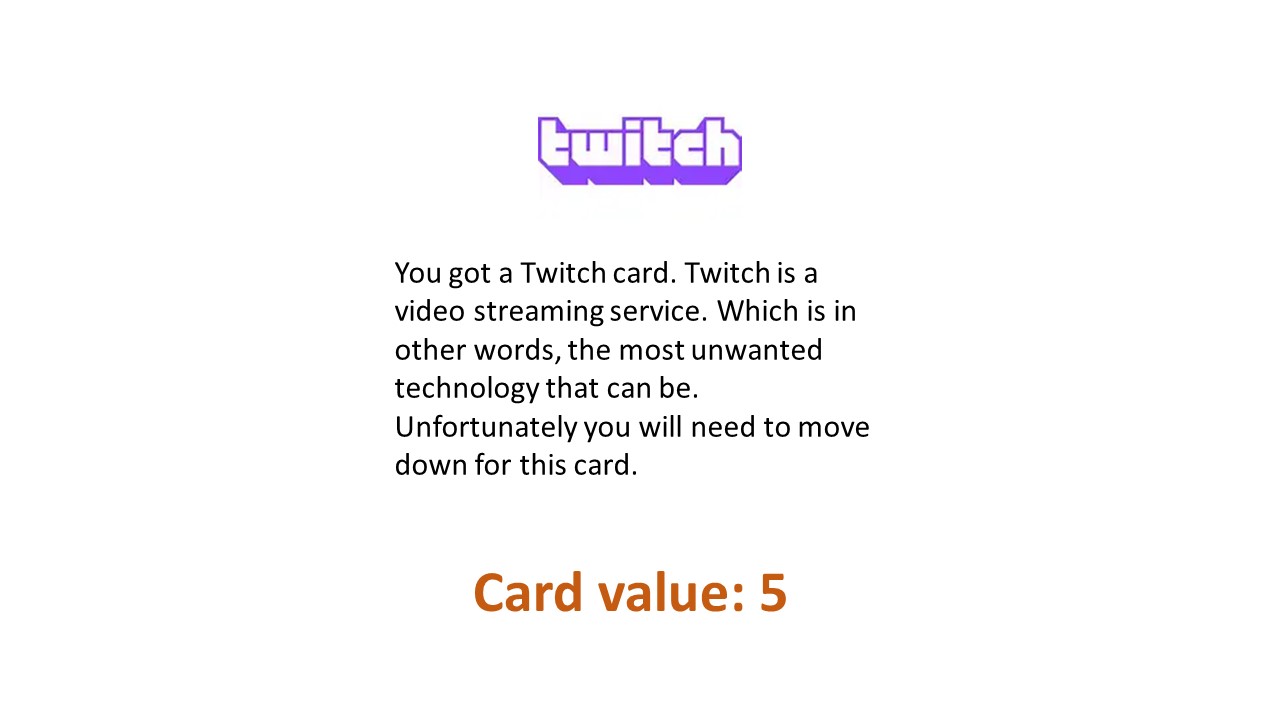 twitch
You got a Twitch card. Twitch is a
video streaming service. Which is in
other words, the most unwanted
technology that can be.
Unfortunately you will need to move
down for this card.
Card value: 5